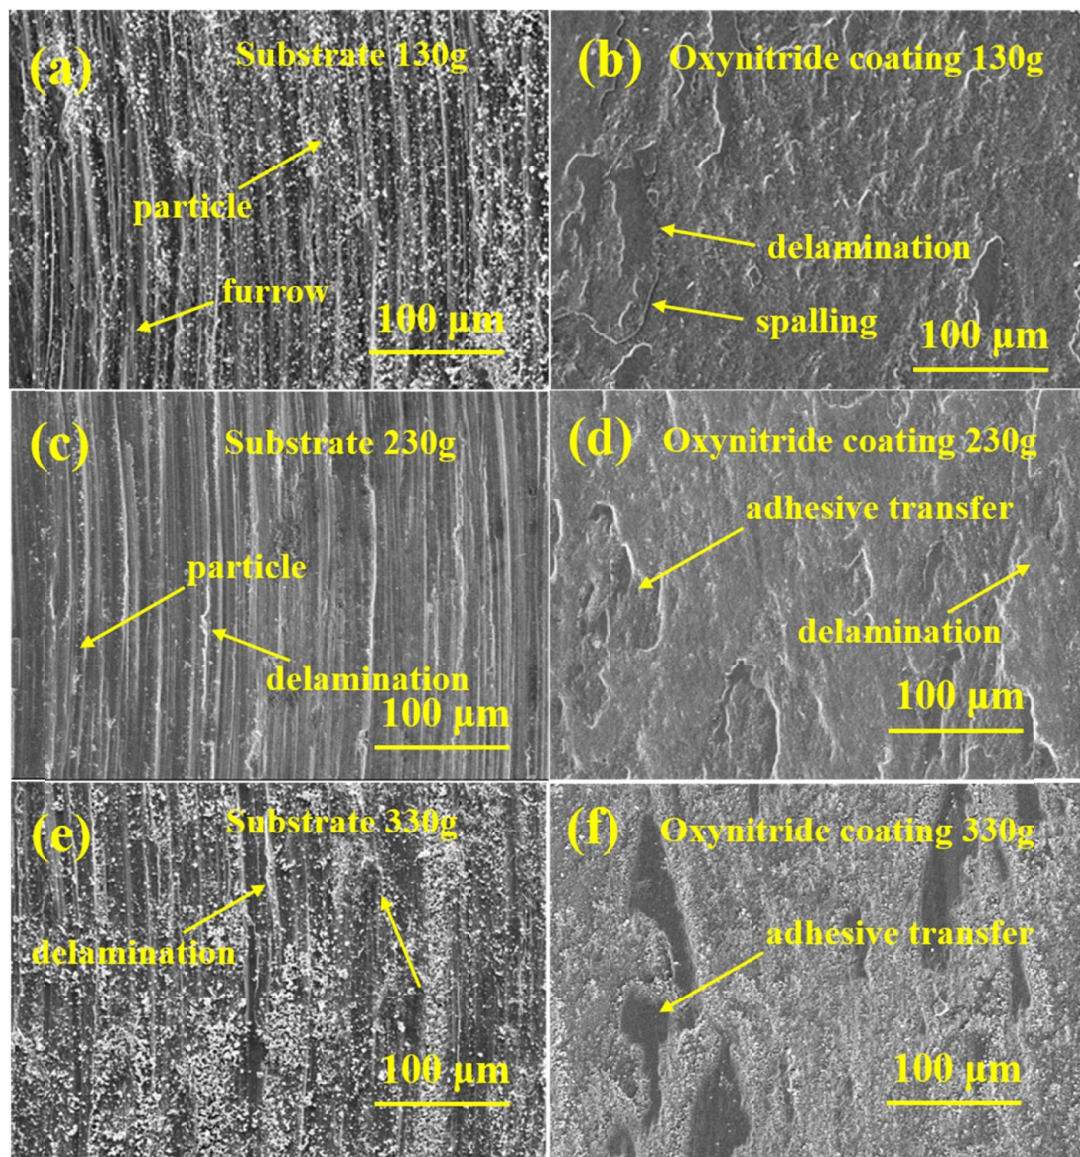 (a)
Substrate 130g
particle
furrow
100 μm
(b)
Oxynitride coating 130g
delamination
spalling
100 μm
(c)
Substrate 230g
particle
delamination
100 μm
(d)
Oxynitride coating 230g
adhesive transfer
delamination
100 μm
(e)
Substrate 330g
delamination
100 μm
(f)
Oxynitride coating 330g
adhesive transfer
100 μm